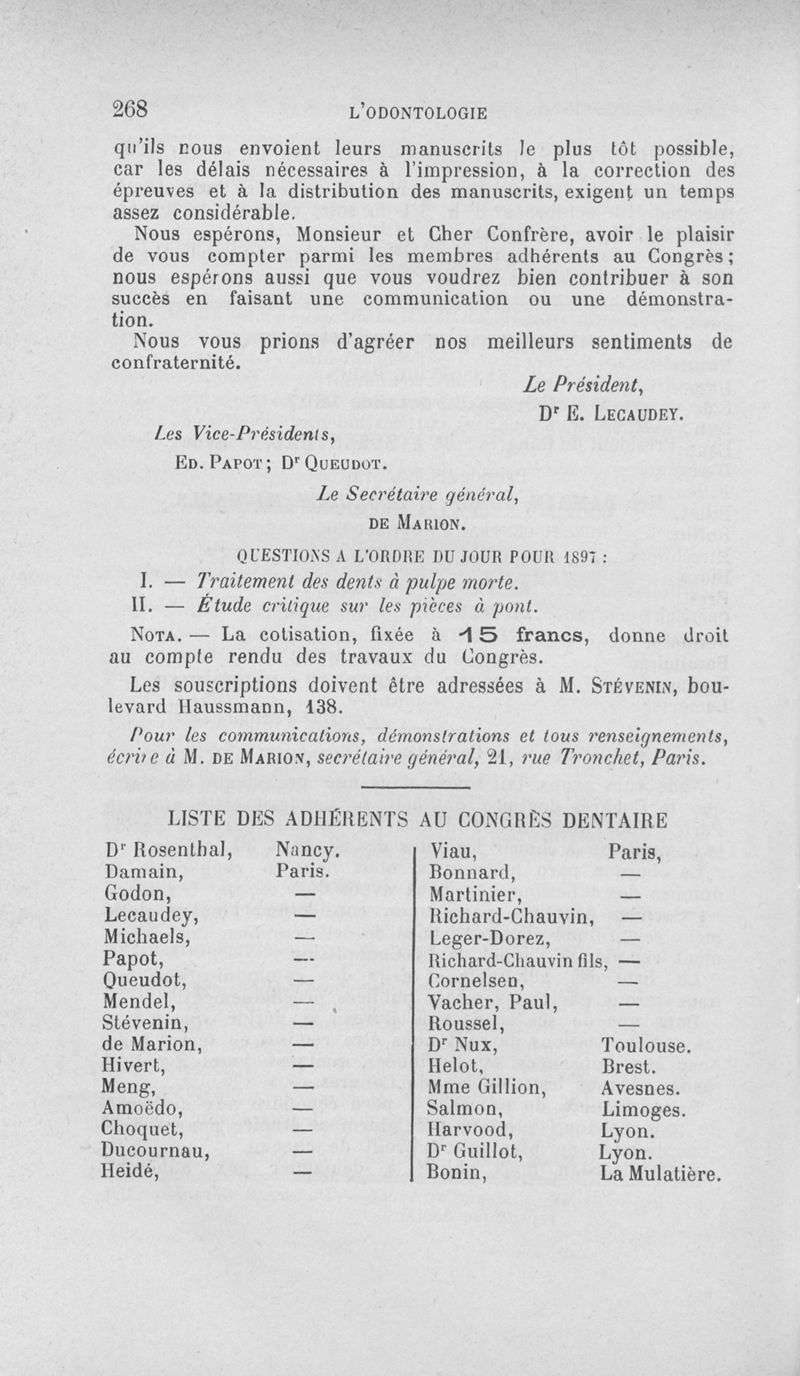 268
L'ODONTOLOGIE
qu'ils nous envoient leurs manuscrits le plus tôt possible,
car les délais nécessaires à l'impression, à la correction des
épreuves et à la distribution des manuscrits, exigent un temps
assez considérable.
Nous espérons, Monsieur et Cher Confrère, avoir le plaisir
de vous compter parmi les membres adhérents au Congrès;
nous espérons aussi que vous voudrez bien contribuer à son
succès en faisant une communication ou une démonstra-
tion.
Nous vous prions d'agréer nos meilleurs sentiments de
confraternité.
Le Président,
Dr E. LECAUDEY.
Les Vice-Présidents,
ED. PAPOT; Dr QUEUDOT.
Le Secrétaire général,
DE MARION.
QUESTIONS A L'ORDRE DU JOUR POUR 1897 :
I. — Traitement des dents à pulpe morte.
II. — Étude critique sur les pièces à pont.
NOTA. — La cotisation, fixée à 15 francs, donne droit
au compte rendu des travaux du Congrès.
Les souscriptions doivent être adressées à M. STÉVENIN, bou-
levard Haussmann, 138.
Pour les communications, démonstrations et tous renseignements,
écrire à M. DE MARION, secrétaire général, 21, rue Tronchet, Paris.
LISTE DES ADHÉRENTS AU CONGRÈS DENTAIRE
Dr Rosenthal, Nancy.
Damain, Paris.
Godon, —
Lecaudey, —
Michaels, —
Papot, —
Queudot, —
Mendel, —
Stévenin, —
de Marion, —
Hivert, —
Meng, —
Amoëdo, —
Choquet, —
Ducournau, —
Heidé, —
Viau, Paris,
Bonnard, —
Martinier, —
Richard-Chauvin, —
Leger-Dorez, —
Richard-Chauvin fils, —
Cornelsen, —
Vacher, Paul, —
Roussel, —
Dr Nux, Toulouse.
Helot, Brest.
Mme Gillion, Avesnes.
Salmon, Limoges.
Harvood, Lyon.
Dr Guillot, Lyon.
Bonin, La Mulatière.